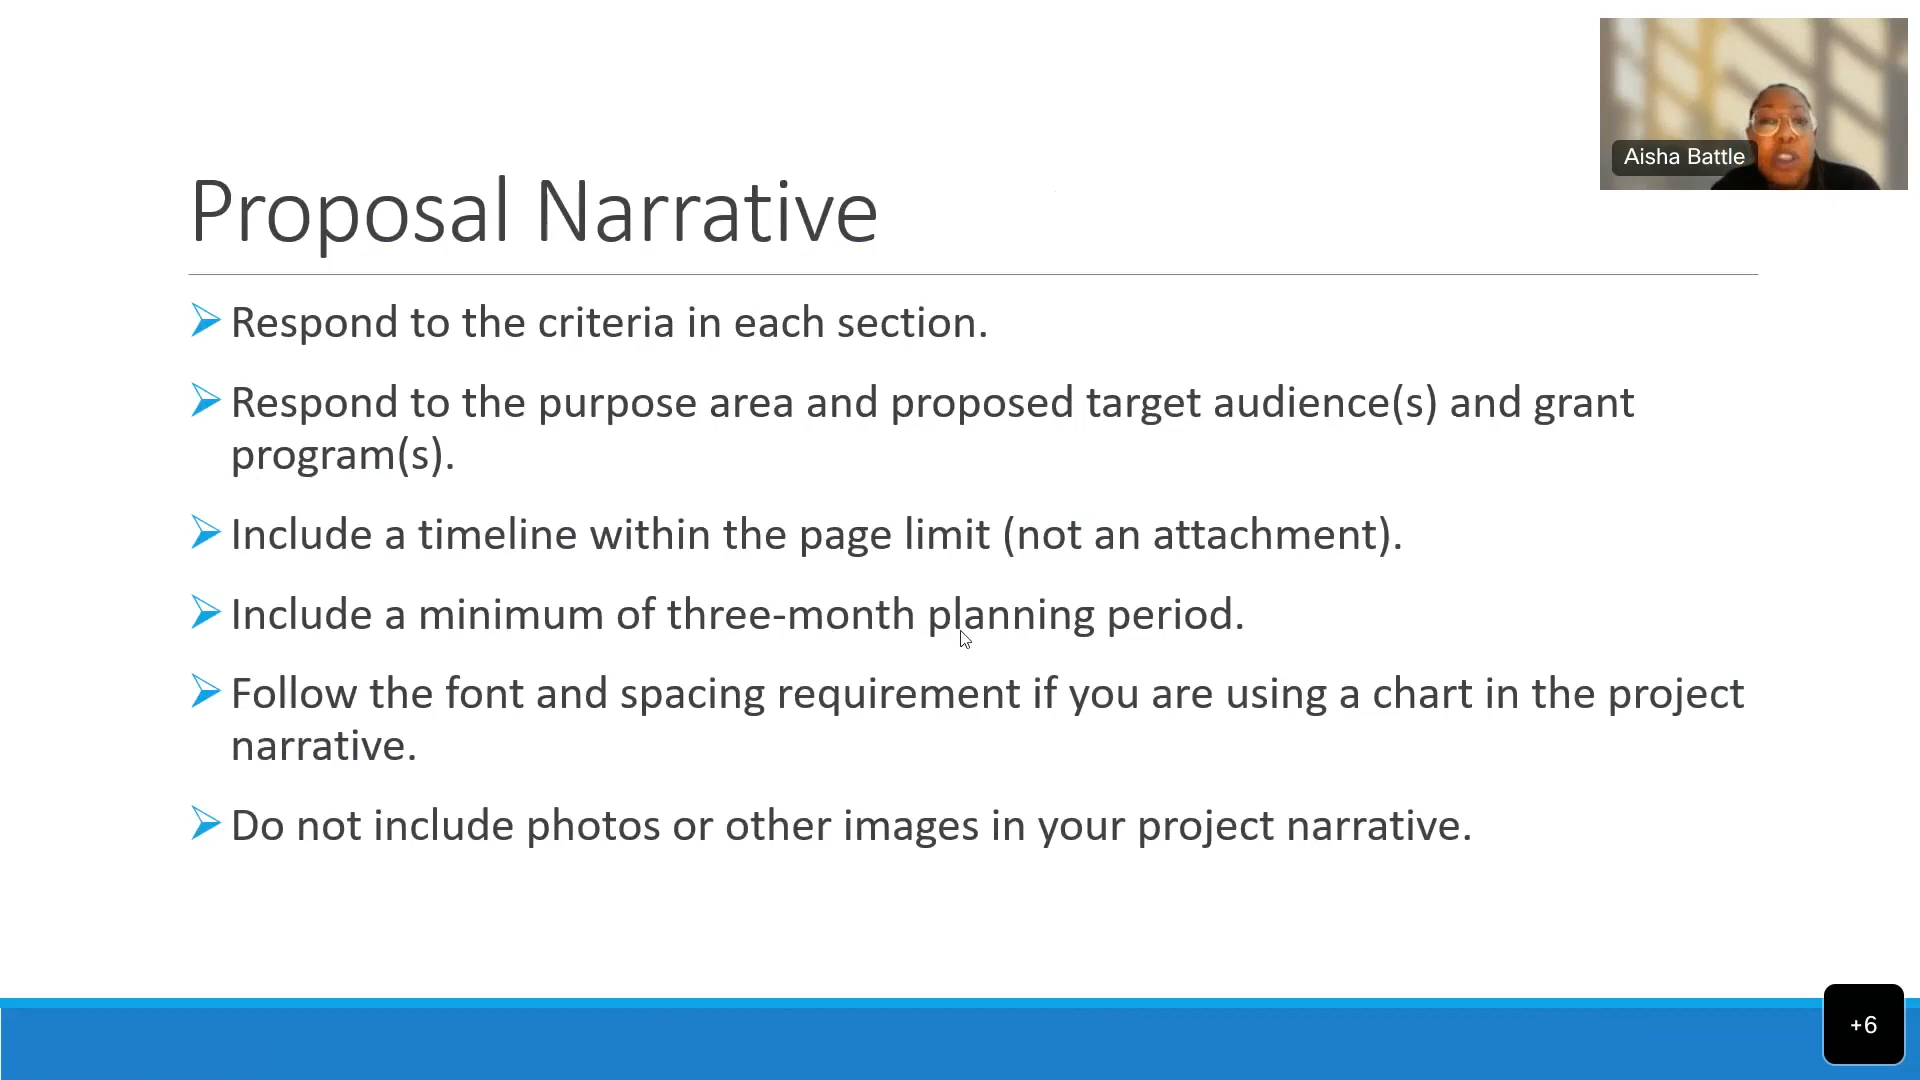 Aisha Battle
Proposal Narrative
Respond to the criteria in each section.
Respond to the purpose area and proposed target audience(s) and grant
program(s).
Include a timeline within the page limit (not an attachment).
Include a minimum of three-month planning period.
Follow the font and spacing requirement if you are using a chart in the project
narrative.
Do not include photos or other images in your project narrative.
+6